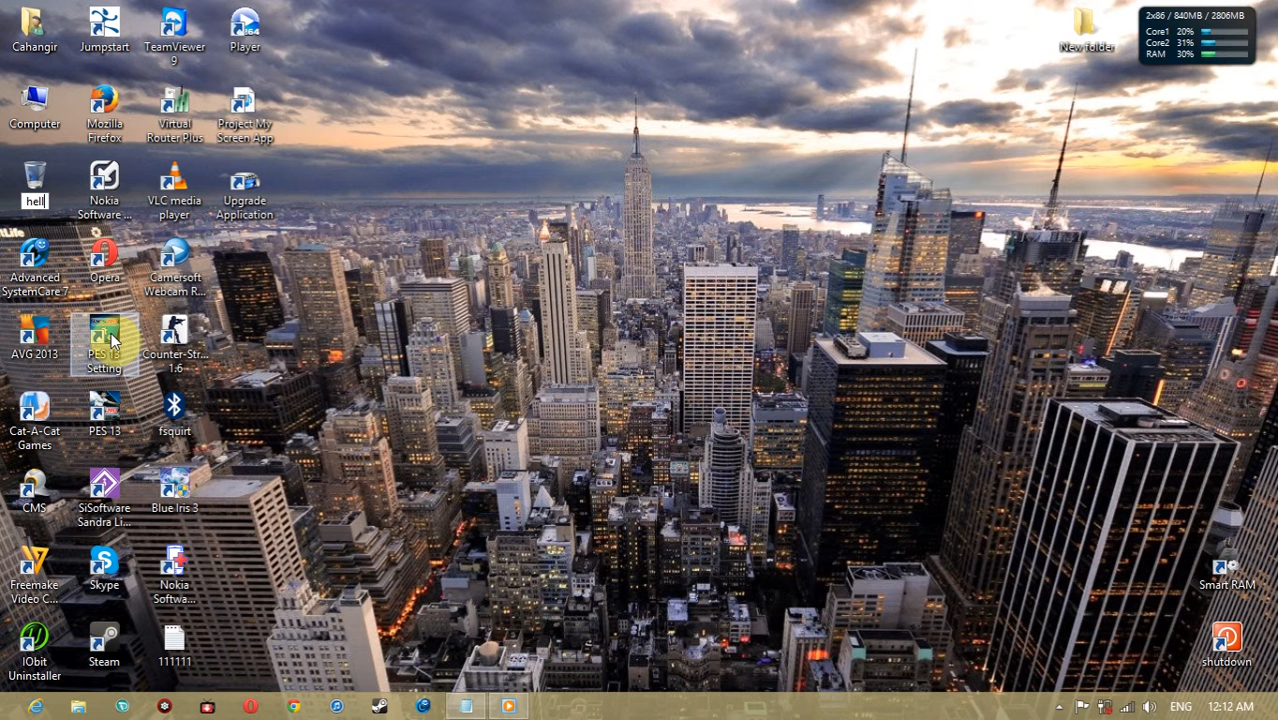 Cahangir
Jumpstart
TeamViewer
9
Player
New folder
2x86 / 840MB / 2806MB
Core1 20%
Core2 31%
RAM 30%
Computer
Mozilla
Firefox
Virtual
Router Plus
Project My
Screen App
hell
Nokia
Software ...
VLC media
player
Upgrade
Application
Advanced
SystemCare 7
Opera
Camersoft
Webcam R...
AVG 2013
PES 13
Setting
Counter-Str...
1.6
Cat-A-Cat
Games
PES 13
fsquirt
CMS
SiSoftware
Sandra Li...
Blue Iris 3
Freemake
Video C...
Skype
Nokia
Softwa...
Smart RAM
IObit
Uninstaller
Steam
111111
shutdown
ENG
12:12 AM